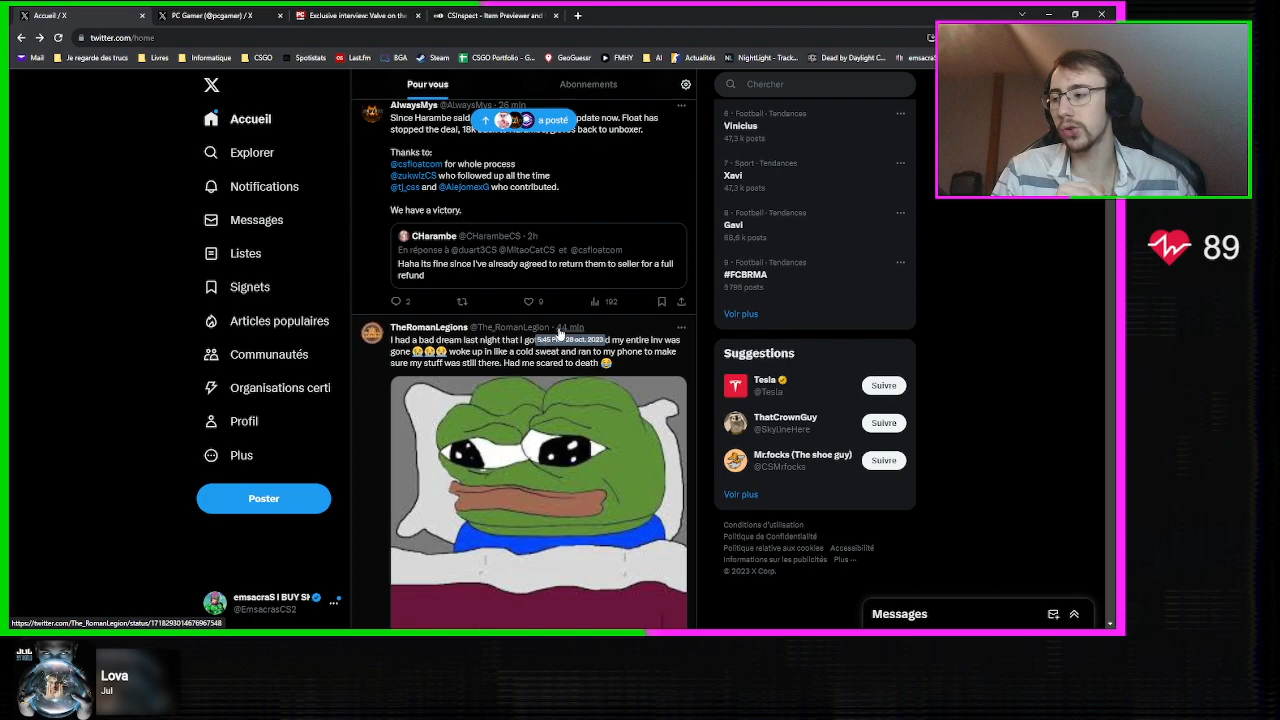 Accueil / X
PC Gamer (@pcgamer) / X
Exclusive interview: Valve on the
CSInspect - Item Previewer and
twitter.com/home
Mail
Je regarde des trucs
Livres
Informatique
CSGO
Spotistats
Last.fm
BGA
Steam
CSGO Portfolio - G...
GeoGuessr
FMHY
AI
Actualités
NightLight - Track...
Dead by Daylight C...
emsacra
Accueil
Explorer
Notifications
Messages
Listes
Signets
Articles populaires
Communautés
Organisations certi
Profil
Plus
Poster
emsacraS I BUY SK
@EmsacrasCS2
https://twitter.com/The_RomanLegion/status/1718293014676967548
Pour vous
Abonnements
AlwaysMys @AlwaysMys · 26 min
a posté
Since Harambe said
update now. Float has
stopped the deal, 18k
back to unboxer.
Thanks to:
@csfloatcom for whole process
@zukwizCS who followed up all the time
@tj_css and @AlejomexG who contributed.
We have a victory.
CHarambe @CHarambeCS · 2h
En réponse à @duart3CS @MitaoCatCS et @csfloatcom
Haha Its fine since I've already agreed to return them to seller for a full
refund
2
9
192
TheRomanLegions @The_RomanLegion · 44 min
I had a bad dream last night that I got
d my entire inv was
5:45 PM · 28 oct. 2023
gone 😭😭😭 woke up in like a cold sweat and ran to my phone to make
sure my stuff was still there. Had me scared to death 😭
Chercher
6 · Football · Tendances
Vinicius
47,3 k posts
7 · Sport · Tendances
Xavi
47,3 k posts
8 · Football · Tendances
Gavi
68,6 k posts
9 · Football · Tendances
#FCBRMA
5 795 posts
Voir plus
Suggestions
Tesla
@Tesla
Suivre
ThatCrownGuy
@SkylineHere
Suivre
Mr.focks (The shoe guy)
@CSMrfocks
Suivre
Voir plus
Conditions d'utilisation
Politique de Confidentialité
Politique relative aux cookies Accessibilité
Informations sur les publicités Plus ···
© 2023 X Corp.
Messages
89
Lova
Jul